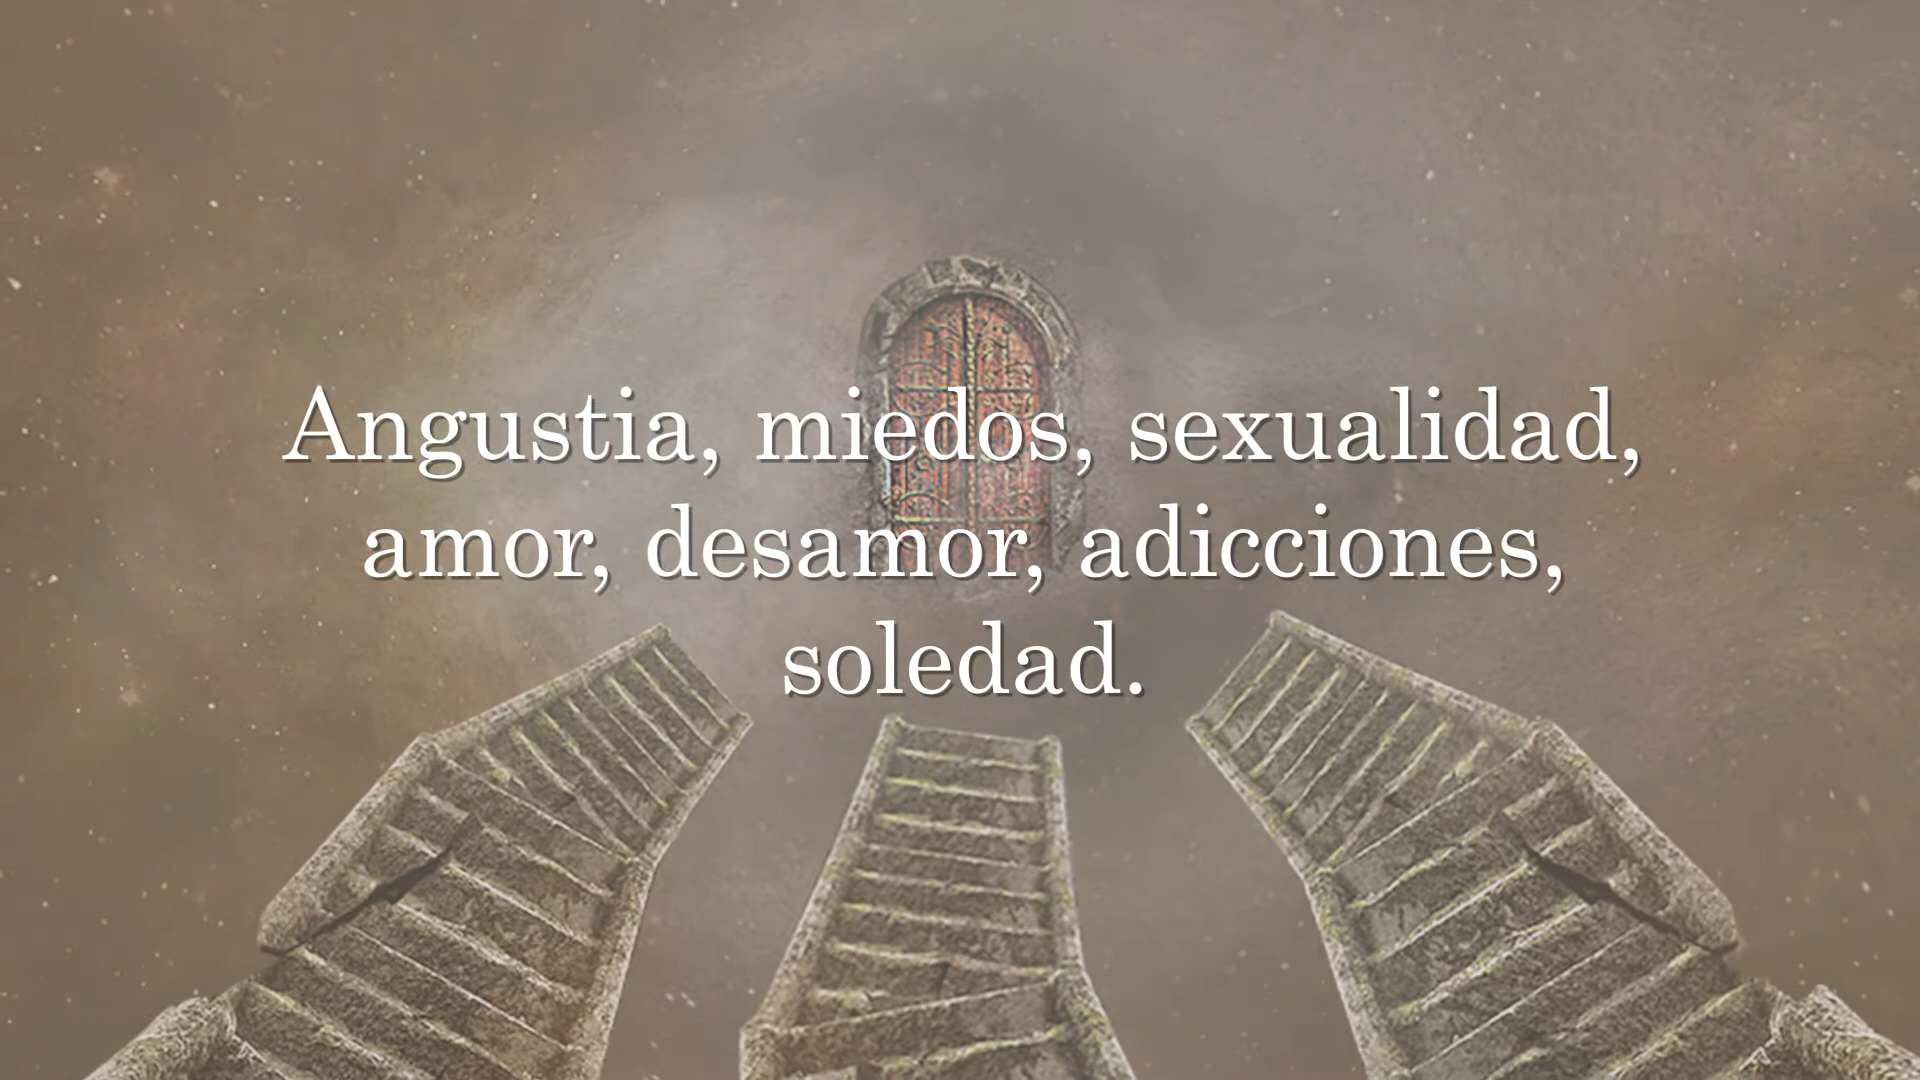 Angustia, miedos, sexualidad,
amor, desamor, adicciones,
soledad.